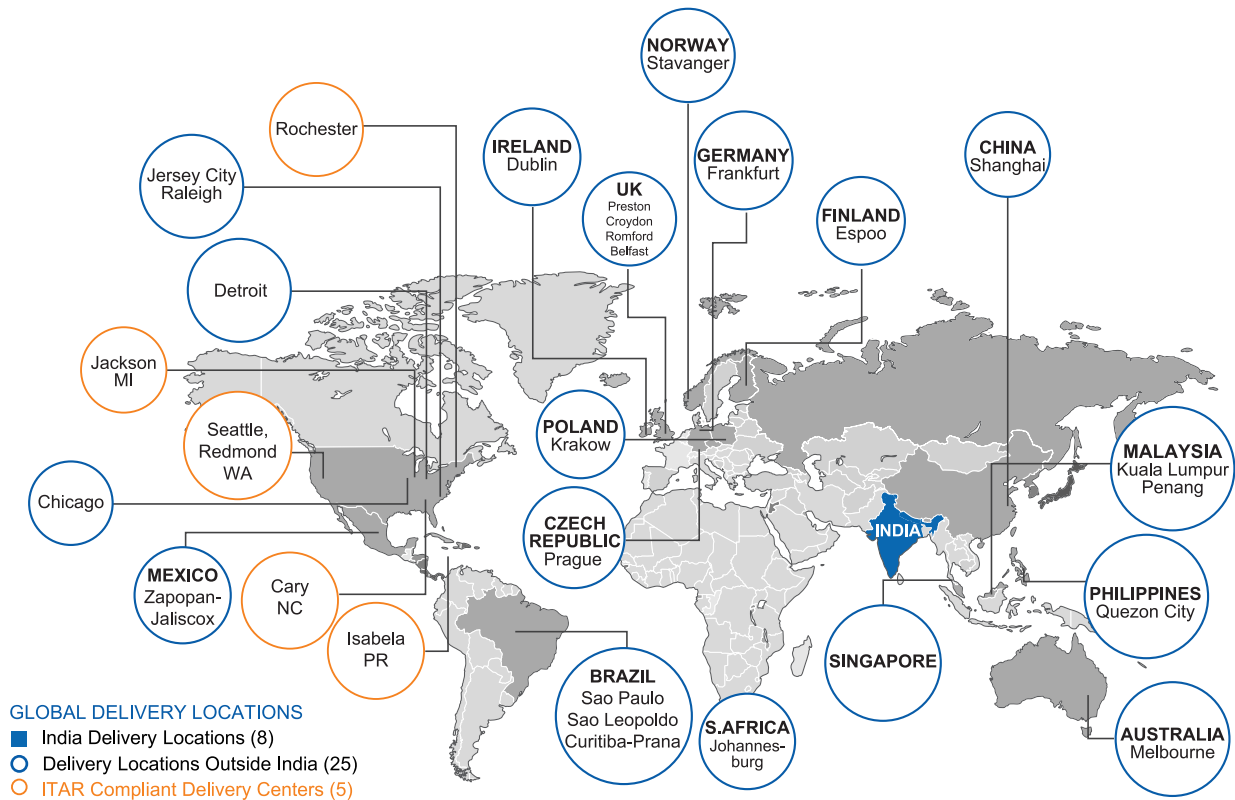 NORWAY
Stavanger
Rochester
IRELAND
Dublin
GERMANY
Frankfurt
CHINA
Shanghai
Jersey City
Raleigh
UK
Preston
Croydon
Romford
Belfast
FINLAND
Espoo
Detroit
Jackson
MI
Seattle,
Redmond
WA
POLAND
Krakow
MALAYSIA
Kuala Lumpur
Penang
Chicago
CZECH
REPUBLIC
Prague
INDIA
MEXICO
Zapopan-
Jaliscox
Cary
NC
PHILIPPINES
Quezon City
Isabela
PR
SINGAPORE
BRAZIL
Sao Paulo
Sao Leopoldo
Curitiba-Prana
S.AFRICA
Johannes-
burg
AUSTRALIA
Melbourne
GLOBAL DELIVERY LOCATIONS
India Delivery Locations (8)
Delivery Locations Outside India (25)
ITAR Compliant Delivery Centers (5)